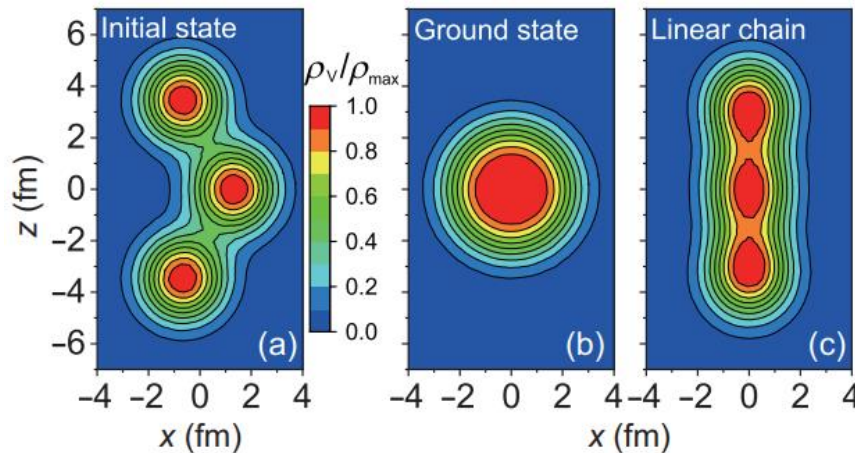 Initial state
Ground state
Linear chain
ρV/ρmax
1.0
0.8
0.6
0.4
0.2
0.0
6
4
2
0
−2
−4
−6
z (fm)
(a)
(b)
(c)
−4 −2 0 2 4
−4 −2 0 2 4
−4 −2 0 2 4
x (fm)
x (fm)